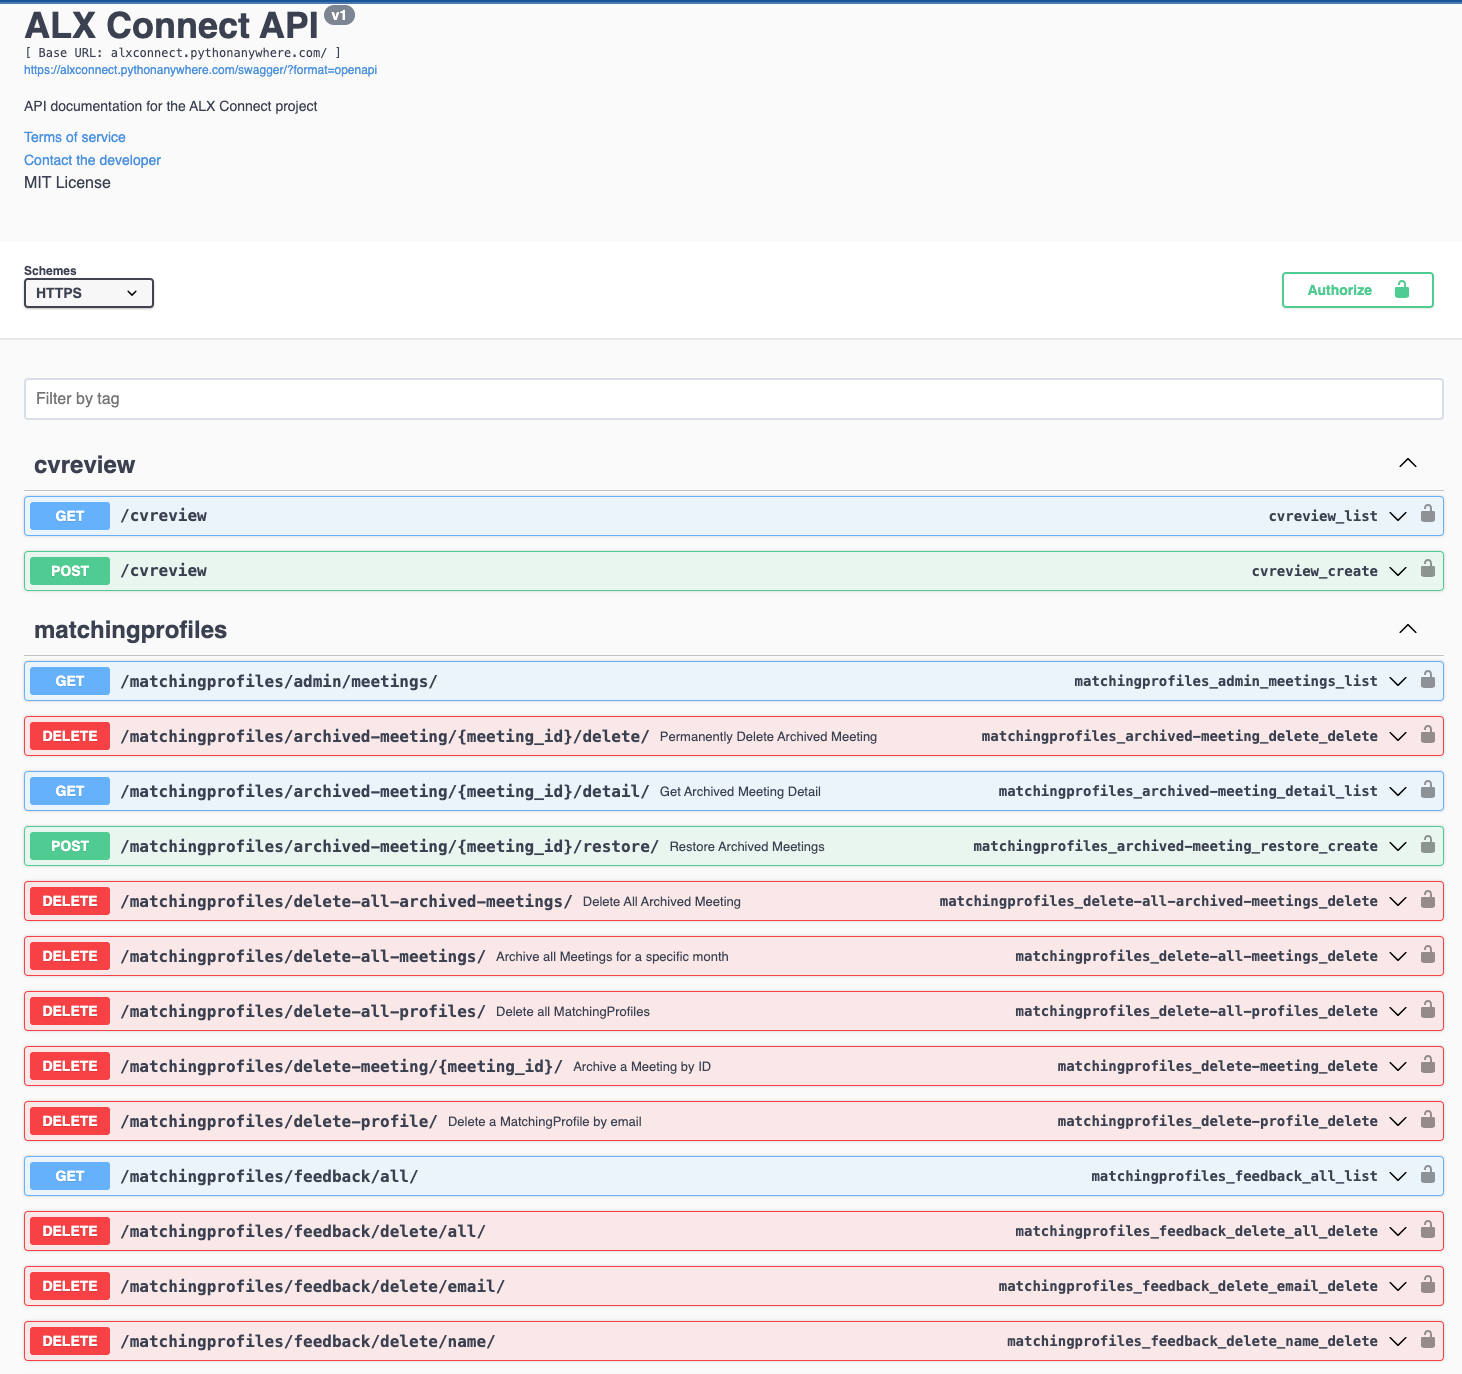 ALX Connect API v1
[ Base URL: alxconnect.pythonanywhere.com/ ]
https://alxconnect.pythonanywhere.com/swagger/?format=openapi
API documentation for the ALX Connect project
Terms of service
Contact the developer
MIT License
Schemes
HTTPS
Authorize
Filter by tag
cvreview
GET /cvreview cvreview_list
POST /cvreview cvreview_create
matchingprofiles
GET /matchingprofiles/admin/meetings/ matchingprofiles_admin_meetings_list
DELETE /matchingprofiles/archived-meeting/{meeting_id}/delete/ Permanently Delete Archived Meeting matchingprofiles_archived-meeting_delete_delete
GET /matchingprofiles/archived-meeting/{meeting_id}/detail/ Get Archived Meeting Detail matchingprofiles_archived-meeting_detail_list
POST /matchingprofiles/archived-meeting/{meeting_id}/restore/ Restore Archived Meetings matchingprofiles_archived-meeting_restore_create
DELETE /matchingprofiles/delete-all-archived-meetings/ Delete All Archived Meeting matchingprofiles_delete-all-archived-meetings_delete
DELETE /matchingprofiles/delete-all-meetings/ Archive all Meetings for a specific month matchingprofiles_delete-all-meetings_delete
DELETE /matchingprofiles/delete-all-profiles/ Delete all MatchingProfiles matchingprofiles_delete-all-profiles_delete
DELETE /matchingprofiles/delete-meeting/{meeting_id}/ Archive a Meeting by ID matchingprofiles_delete-meeting_delete
DELETE /matchingprofiles/delete-profile/ Delete a MatchingProfile by email matchingprofiles_delete-profile_delete
GET /matchingprofiles/feedback/all/ matchingprofiles_feedback_all_list
DELETE /matchingprofiles/feedback/delete/all/ matchingprofiles_feedback_delete_all_delete
DELETE /matchingprofiles/feedback/delete/email/ matchingprofiles_feedback_delete_email_delete
DELETE /matchingprofiles/feedback/delete/name/ matchingprofiles_feedback_delete_name_delete